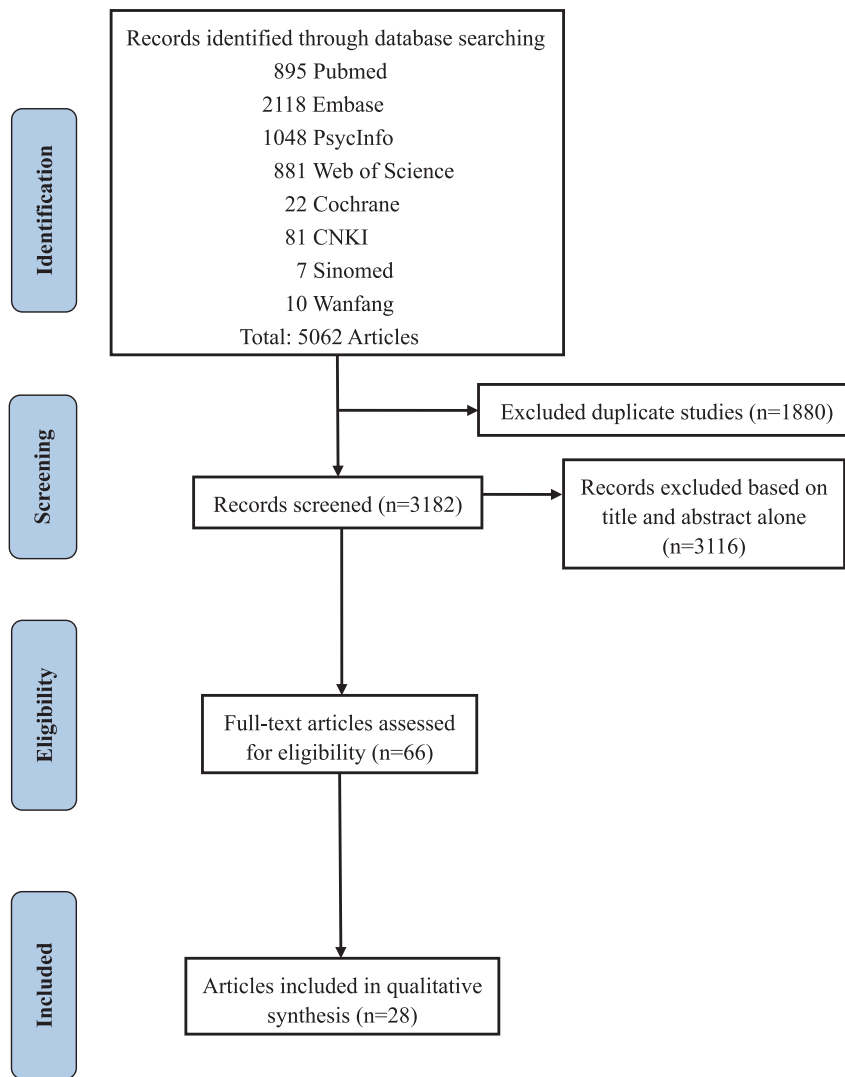 Records identified through database searching
895 Pubmed
2118 Embase
1048 PsycInfo
881 Web of Science
22 Cochrane
81 CNKI
7 Sinomed
10 Wanfang
Total: 5062 Articles
Identification
Excluded duplicate studies (n=1880)
Screening
Records screened (n=3182)
Records excluded based on
title and abstract alone
(n=3116)
Eligibility
Full-text articles assessed
for eligibility (n=66)
Included
Articles included in qualitative
synthesis (n=28)